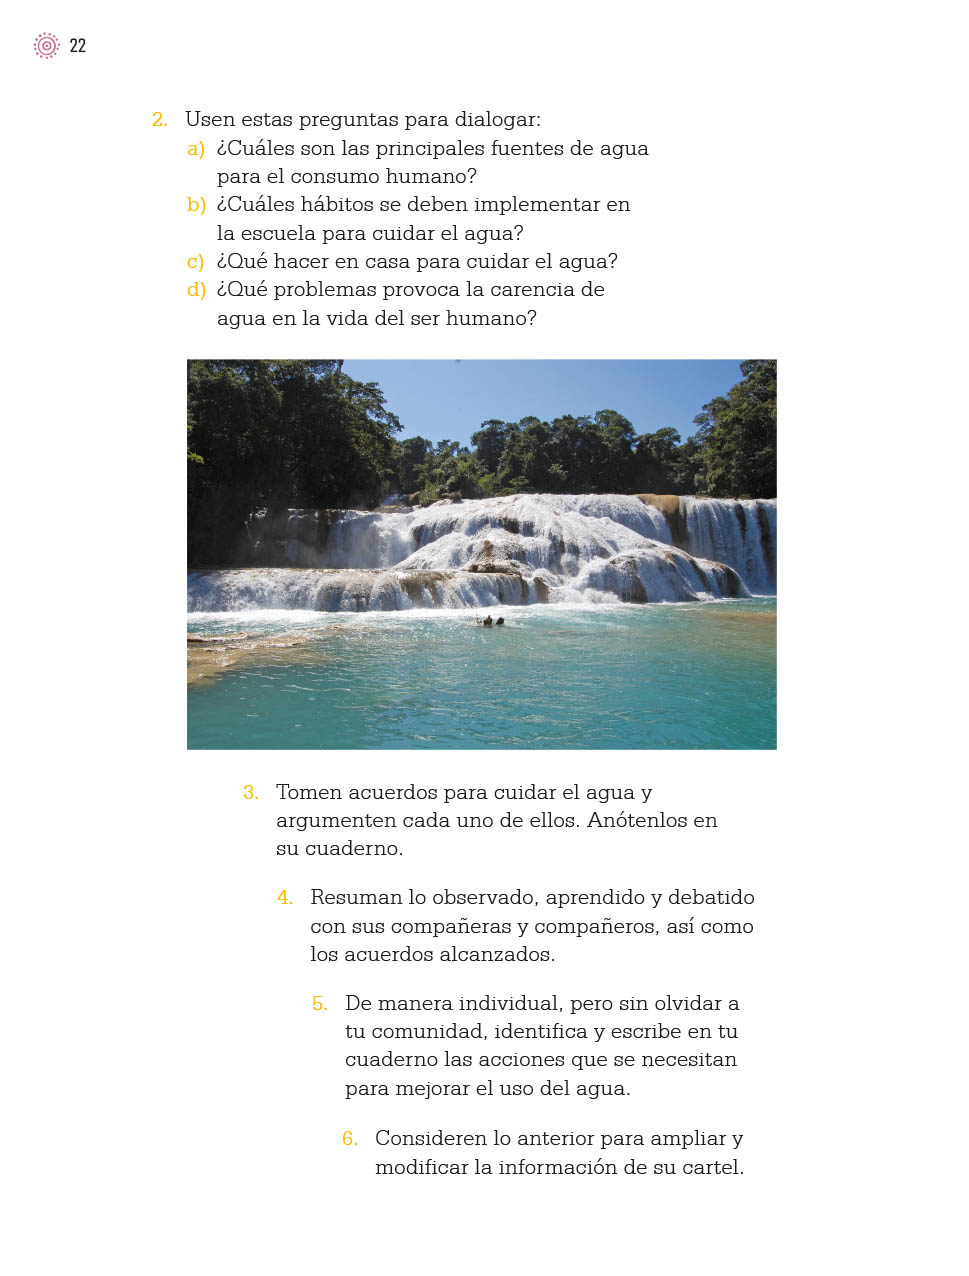 22
2. Usen estas preguntas para dialogar:
a) ¿Cuáles son las principales fuentes de agua
para el consumo humano?
b) ¿Cuáles hábitos se deben implementar en
la escuela para cuidar el agua?
c) ¿Qué hacer en casa para cuidar el agua?
d) ¿Qué problemas provoca la carencia de
agua en la vida del ser humano?
3. Tomen acuerdos para cuidar el agua y
argumenten cada uno de ellos. Anótenlos en
su cuaderno.
4. Resuman lo observado, aprendido y debatido
con sus compañeras y compañeros, así como
los acuerdos alcanzados.
5. De manera individual, pero sin olvidar a
tu comunidad, identifica y escribe en tu
cuaderno las acciones que se necesitan
para mejorar el uso del agua.
6. Consideren lo anterior para ampliar y
modificar la información de su cartel.